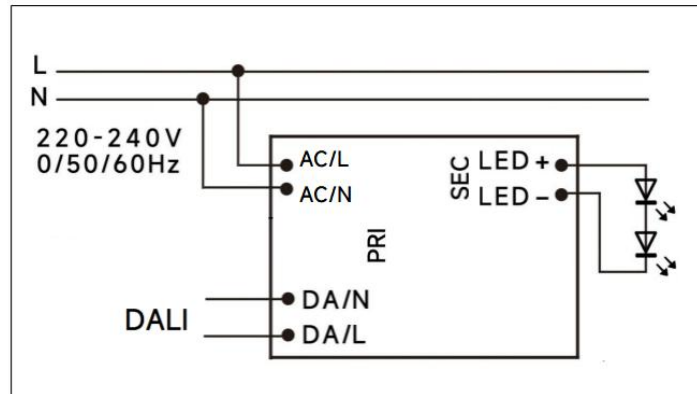 L
N
220-240V
0/50/60Hz
AC/L
AC/N
PRI
SEC
LED +
LED -
DALI
DA/N
DA/L